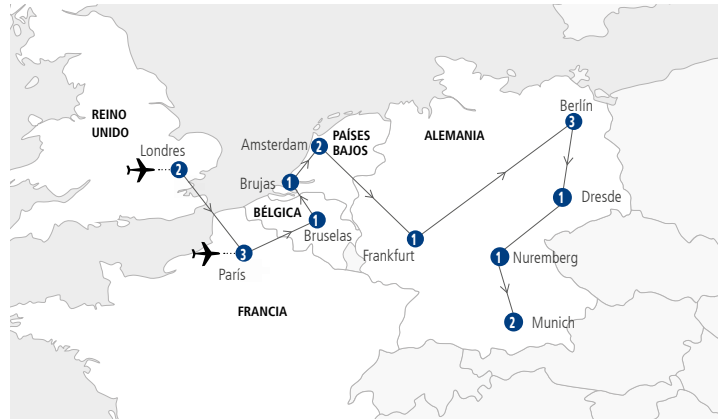 REINO
UNIDO
Londres
2
Amsterdam
2
PAÍSES
BAJOS
ALEMANIA
Berlín
3
Brujas
1
BÉLGICA
1
Bruselas
3
París
FRANCIA
1
Frankfurt
1
Dresde
1
Nuremberg
2
Munich